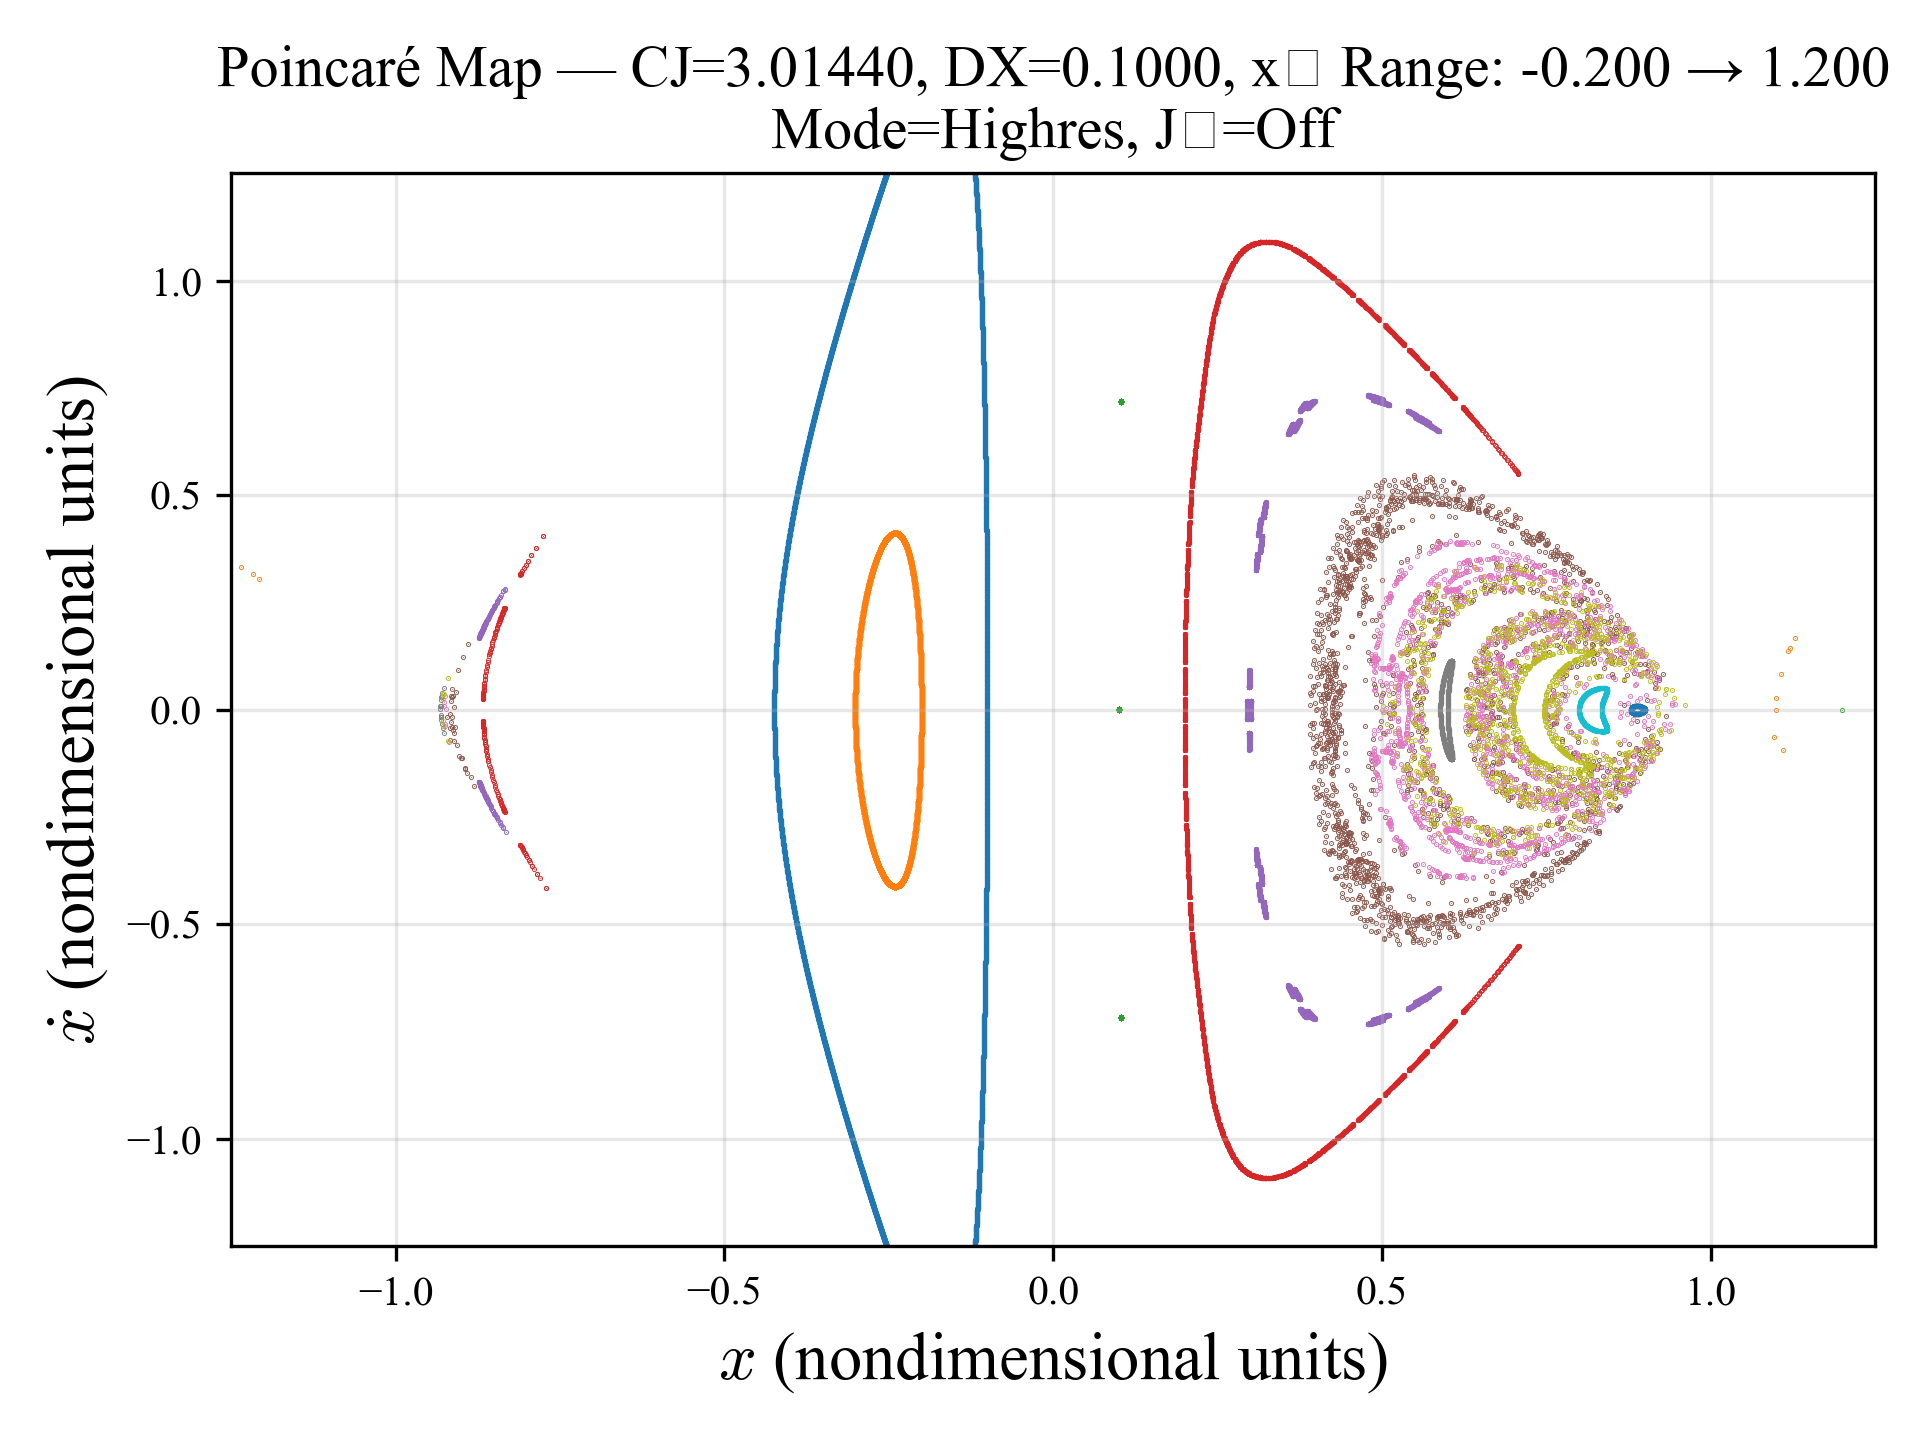 Poincaré Map — CJ=3.01440, DX=0.1000, x□ Range: -0.200 → 1.200
Mode=Highres, J□=Off
ẋ (nondimensional units)
1.0
0.5
0.0
−0.5
−1.0
−1.0
−0.5
0.0
0.5
1.0
x (nondimensional units)